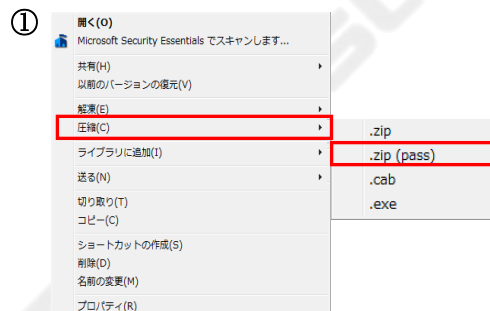 ①
開く(O)
Microsoft Security Essentials でスキャンします...
共有(H)
以前のバージョンの復元(V)
解凍(E)
圧縮(C)
ライブラリに追加(I)
送る(N)
切り取り(T)
コピー(C)
ショートカットの作成(S)
削除(D)
名前の変更(M)
プロパティ(R)
.zip
.zip (pass)
.cab
.exe